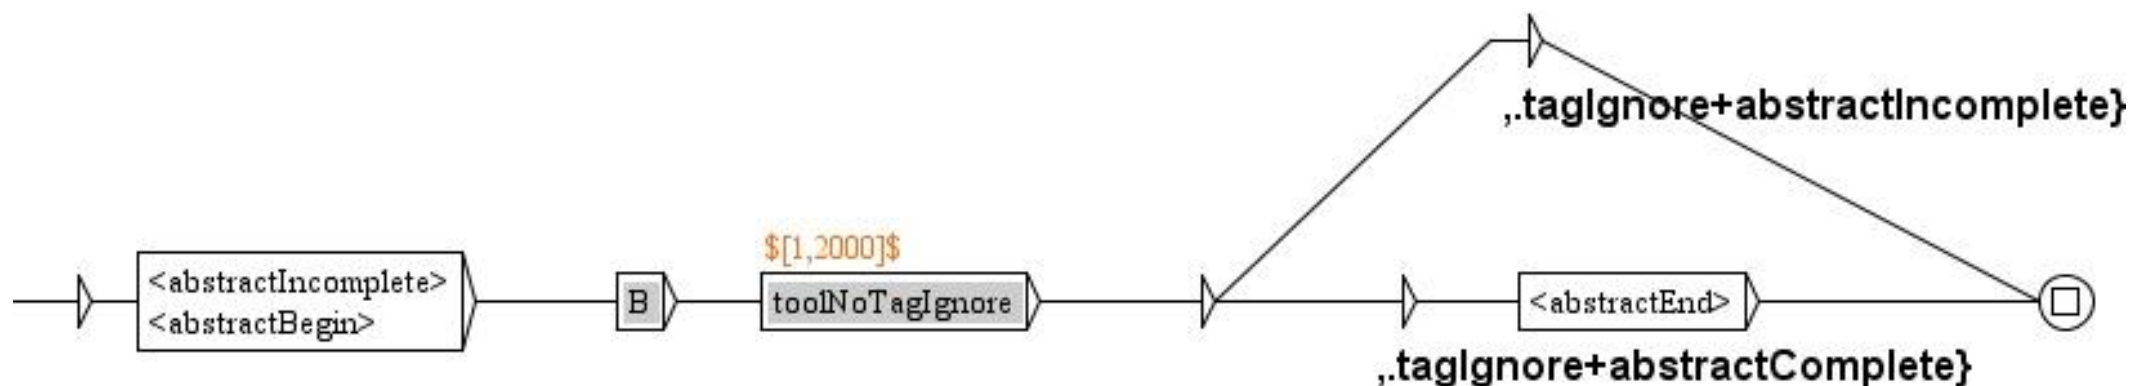 ,.tagIgnore+abstractIncomplete}
$[1,2000]$
<abstractIncomplete>
<abstractBegin>
B
toolNoTagIgnore
<abstractEnd>
,.tagIgnore+abstractComplete}